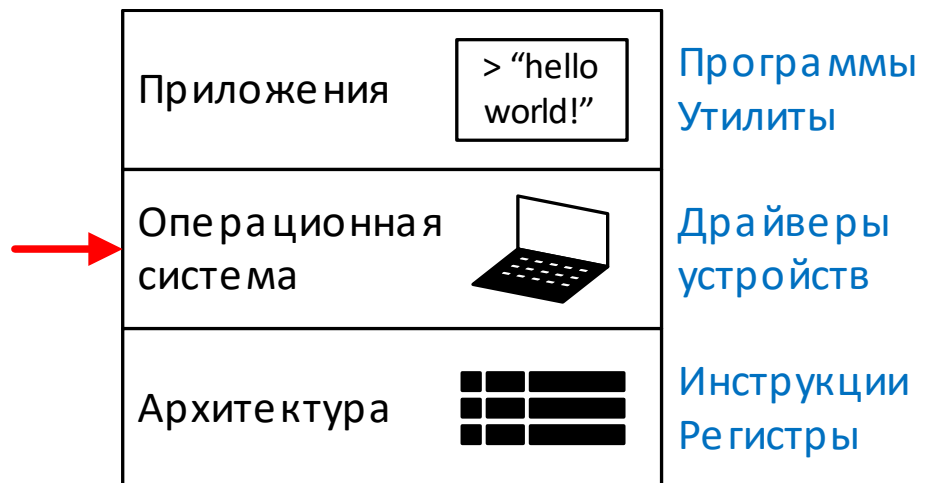 Приложения
> “hello
world!”
Программы
Утилиты
Операционная
система
Драйверы
устройств
Архитектура
Инструкции
Регистры